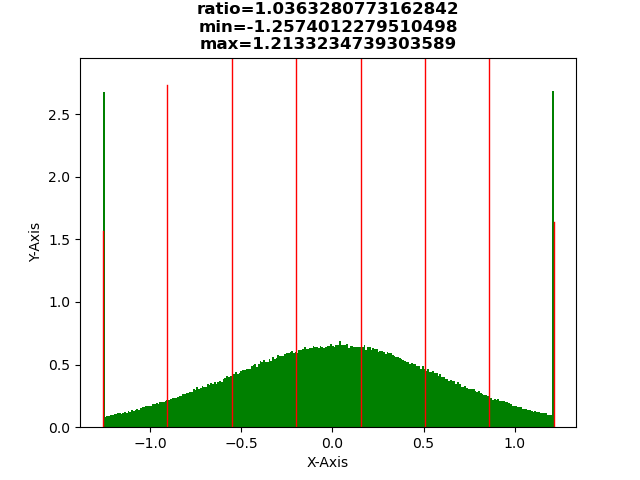 ratio=1.0363280773162842
min=-1.2574012279510498
max=1.2133234739303589
Y-Axis
2.5
2.0
1.5
1.0
0.5
0.0
−1.0 −0.5 0.0 0.5 1.0
X-Axis